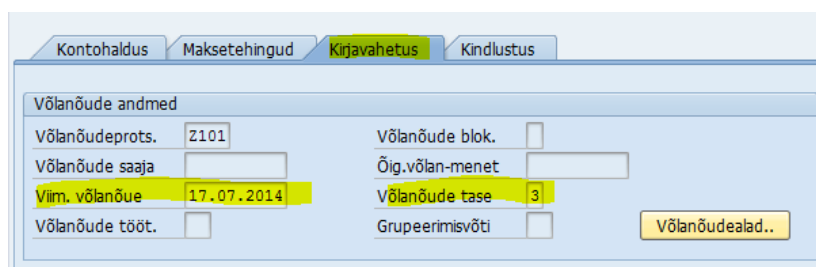 Kontohaldus Maksetehingud Kirjavahetus Kindlustus
Võlanõude andmed
Võlanõudeprots. Z101 Võlanõude blok.
Võlanõude saaja Õig.võlan-menet
Viim. võlanõue 17.07.2014 Võlanõude tase 3
Võlanõude tööt. Grupeerimisvõti Võlanõudealad..